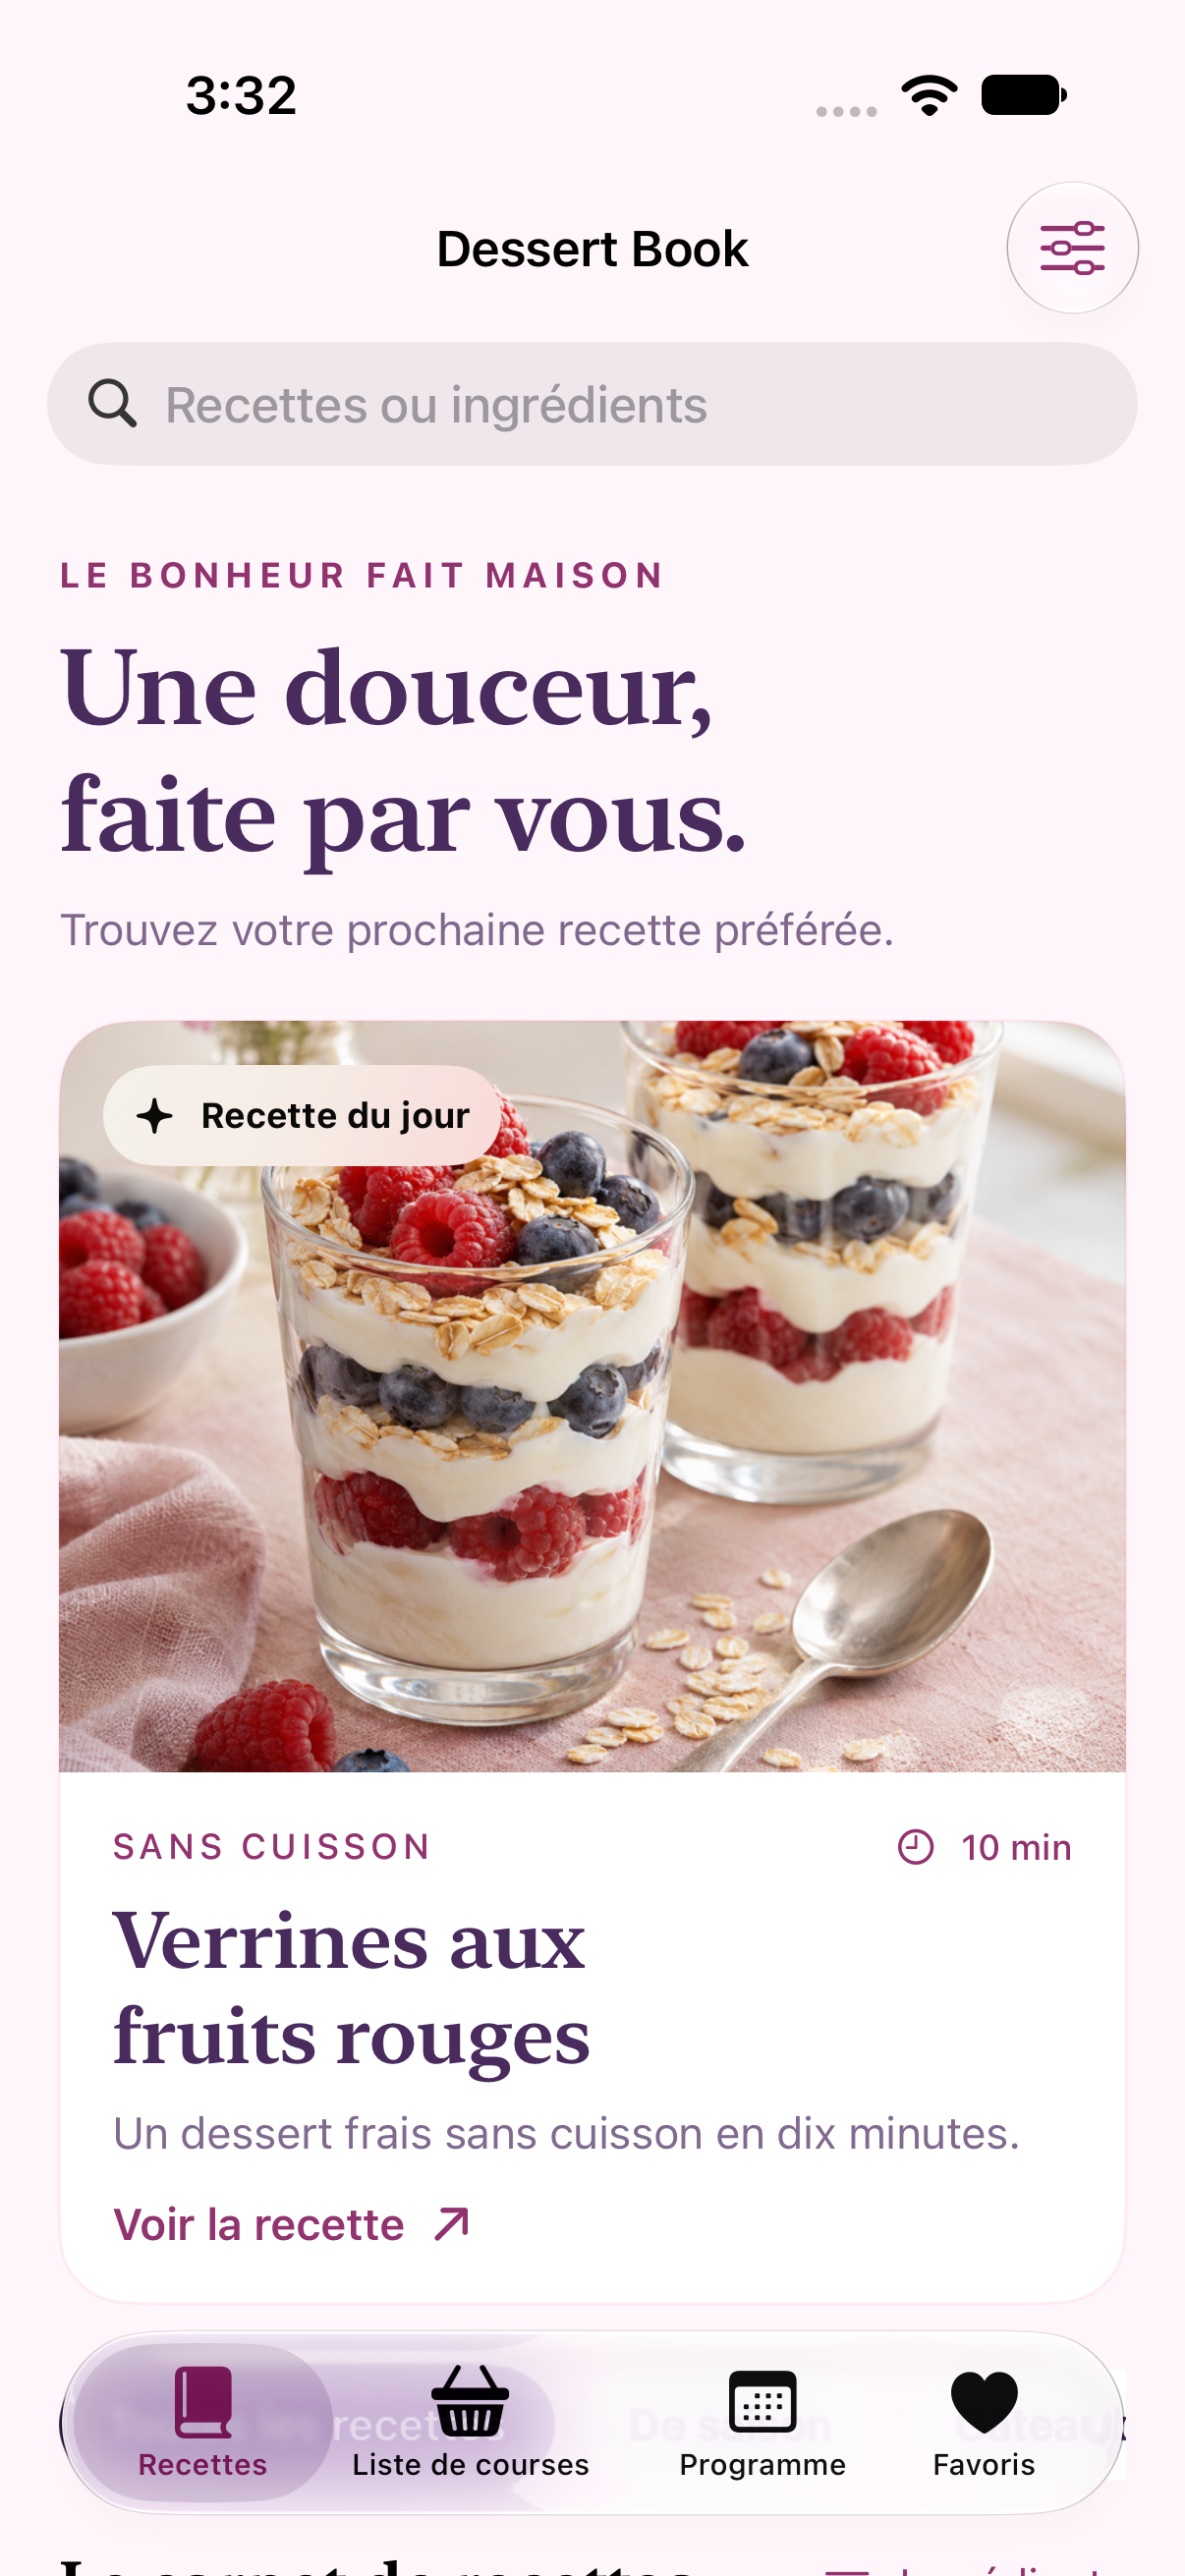 3:32
Dessert Book
Recettes ou ingrédients
LE BONHEUR FAIT MAISON
Une douceur,
faite par vous.
Trouvez votre prochaine recette préférée.
Recette du jour
SANS CUISSON
10 min
Verrines aux
fruits rouges
Un dessert frais sans cuisson en dix minutes.
Voir la recette
De saison
Recettes
Liste de courses
Programme
Favoris